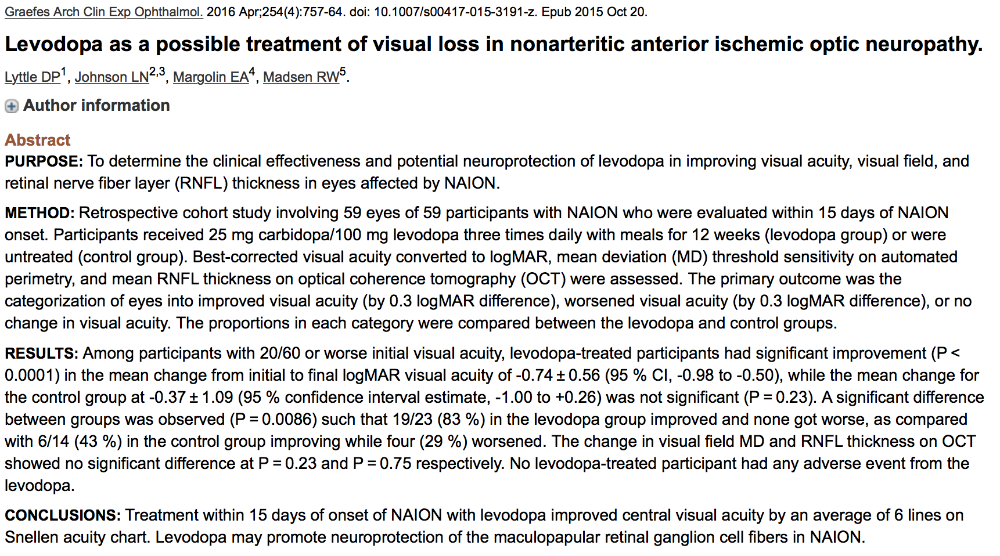 Graefes Arch Clin Exp Ophthalmol. 2016 Apr;254(4):757-64. doi: 10.1007/s00417-015-3191-z. Epub 2015 Oct 20.
Levodopa as a possible treatment of visual loss in nonarteritic anterior ischemic optic neuropathy.
Lyttle DP1, Johnson LN2,3, Margolin EA4, Madsen RW5.
Author information
Abstract
PURPOSE: To determine the clinical effectiveness and potential neuroprotection of levodopa in improving visual acuity, visual field, and
retinal nerve fiber layer (RNFL) thickness in eyes affected by NAION.
METHOD: Retrospective cohort study involving 59 eyes of 59 participants with NAION who were evaluated within 15 days of NAION
onset. Participants received 25 mg carbidopa/100 mg levodopa three times daily with meals for 12 weeks (levodopa group) or were
untreated (control group). Best-corrected visual acuity converted to logMAR, mean deviation (MD) threshold sensitivity on automated
perimetry, and mean RNFL thickness on optical coherence tomography (OCT) were assessed. The primary outcome was the
categorization of eyes into improved visual acuity (by 0.3 logMAR difference), worsened visual acuity (by 0.3 logMAR difference), or no
change in visual acuity. The proportions in each category were compared between the levodopa and control groups.
RESULTS: Among participants with 20/60 or worse initial visual acuity, levodopa-treated participants had significant improvement (P <
0.0001) in the mean change from initial to final logMAR visual acuity of -0.74 ± 0.56 (95 % CI, -0.98 to -0.50), while the mean change for
the control group at -0.37 ± 1.09 (95 % confidence interval estimate, -1.00 to +0.26) was not significant (P = 0.23). A significant difference
between groups was observed (P = 0.0086) such that 19/23 (83 %) in the levodopa group improved and none got worse, as compared
with 6/14 (43 %) in the control group improving while four (29 %) worsened. The change in visual field MD and RNFL thickness on OCT
showed no significant difference at P = 0.23 and P = 0.75 respectively. No levodopa-treated participant had any adverse event from the
levodopa.
CONCLUSIONS: Treatment within 15 days of onset of NAION with levodopa improved central visual acuity by an average of 6 lines on
Snellen acuity chart. Levodopa may promote neuroprotection of the maculopapular retinal ganglion cell fibers in NAION.